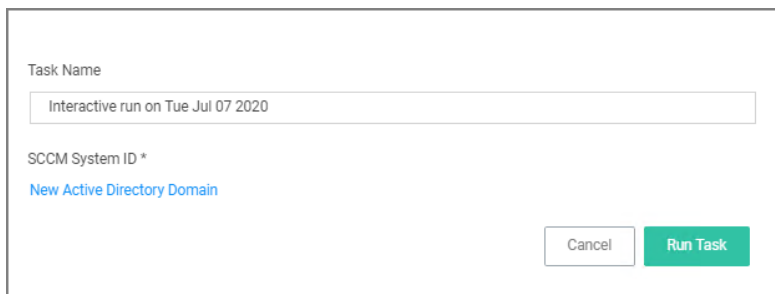 Task Name
Interactive run on Tue Jul 07 2020
SCCM System ID *
New Active Directory Domain
Cancel Run Task